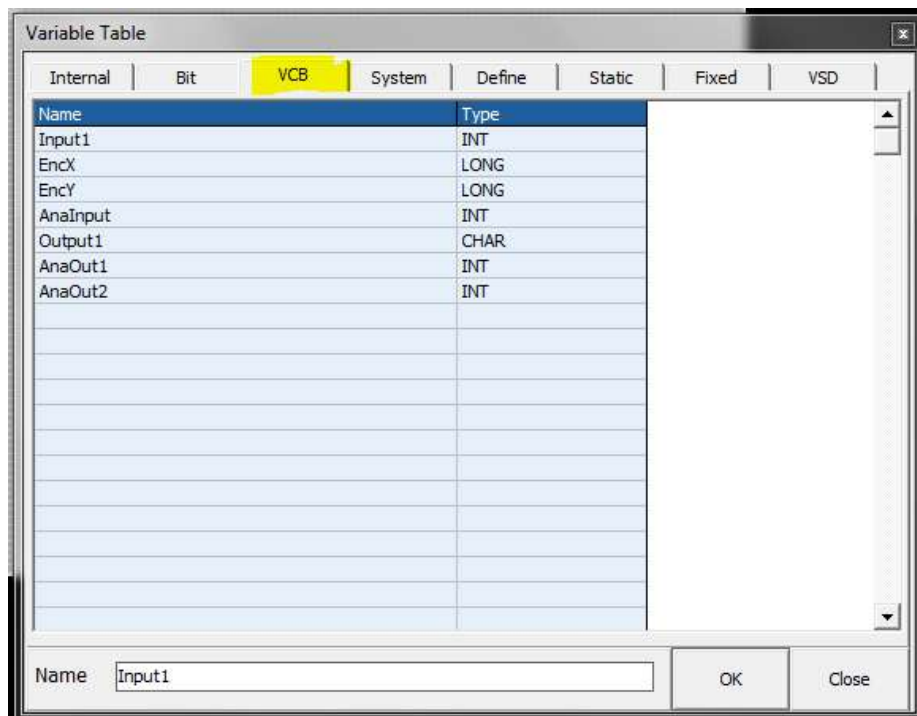 Variable Table x
Internal Bit VCB System Define Static Fixed VSD
Name Type
Input1 INT
EncX LONG
EncY LONG
AnaInput INT
Output1 CHAR
AnaOut1 INT
AnaOut2 INT
Name Input1 OK Close